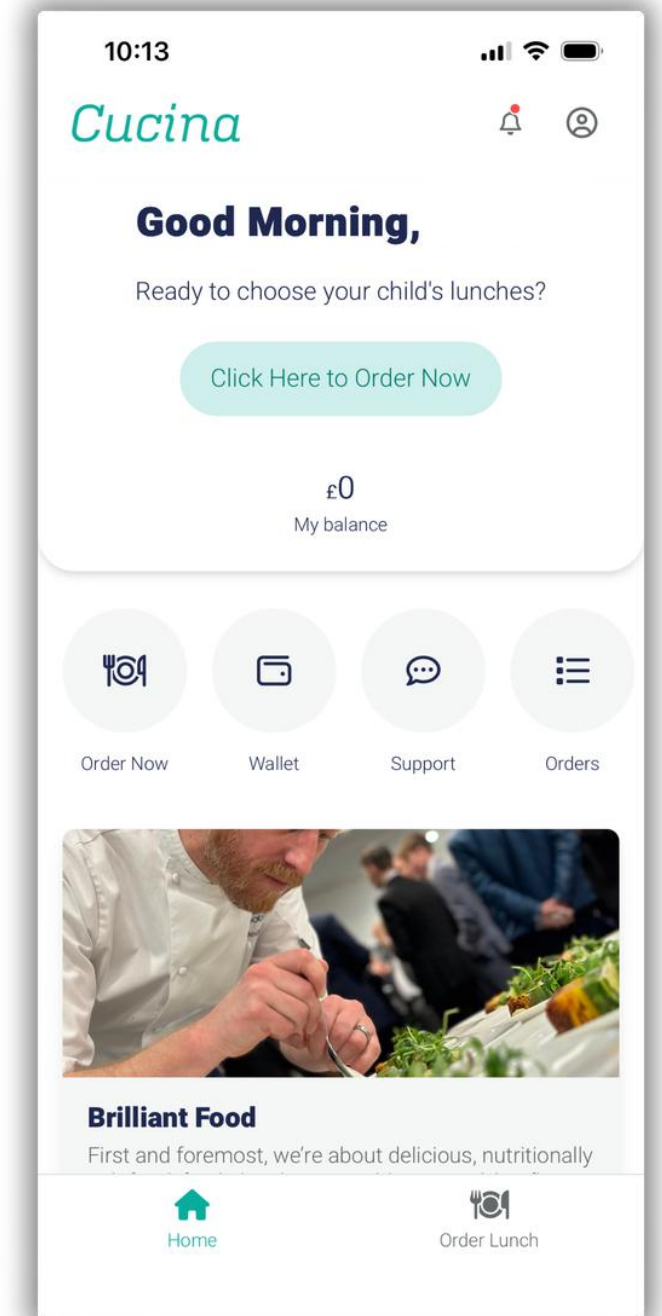 10:13
Cucina
Good Morning,
Ready to choose your child's lunches?
Click Here to Order Now
£0
My balance
Order Now
Wallet
Support
Orders
Brilliant Food
First and foremost, we're about delicious, nutritionally
Home
Order Lunch